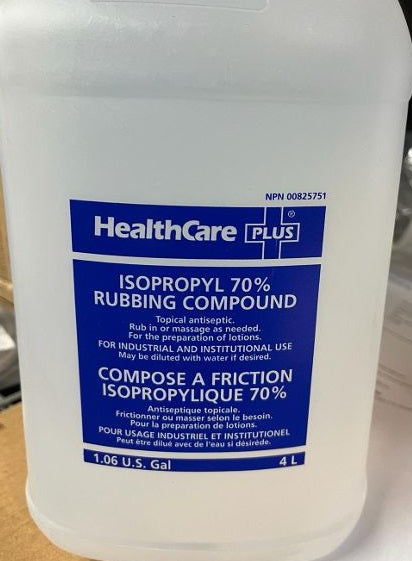 NPN 00825751
HealthCare PLUS®
ISOPROPYL 70%
RUBBING COMPOUND
Topical antiseptic.
Rub in or massage as needed.
For the preparation of lotions.
FOR INDUSTRIAL AND INSTITUTIONAL USE
May be diluted with water if desired.
COMPOSE A FRICTION
ISOPROPYLIQUE 70%
Antiseptique topicale.
Frictionner ou masser selon le besoin.
Pour la preparation de lotions.
POUR USAGE INDUSTRIEL ET INSTITUTIONEL
Peut être dilué avec de l'eau si désiréde.
1.06 U.S. Gal 4 L